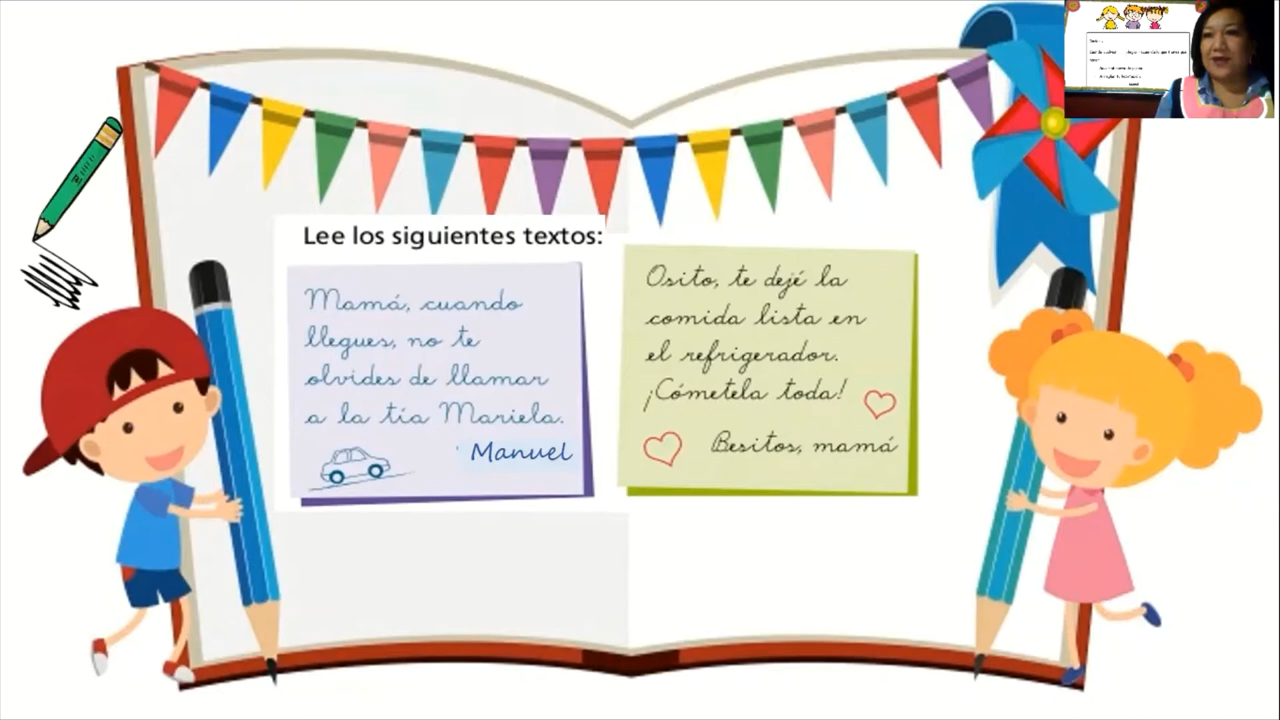 Lee los siguientes textos:
Mamá, cuando
llegues, no te
olvides de llamar
a la tía Mariela.
Manuel
Osito, te dejé la
comida lista en
el refrigerador.
¡Cómetela toda!
Besitos, mamá